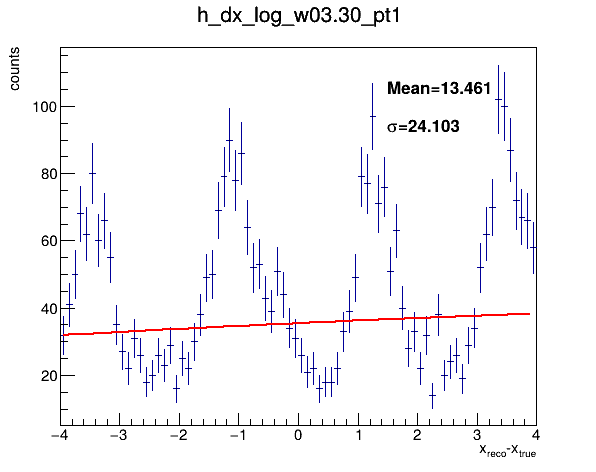 h_dx_log_w03.30_pt1
counts
Mean=13.461
σ=24.103
100
80
60
40
20
−4 −3 −2 −1 0 1 2 3 4
x_reco-x_true